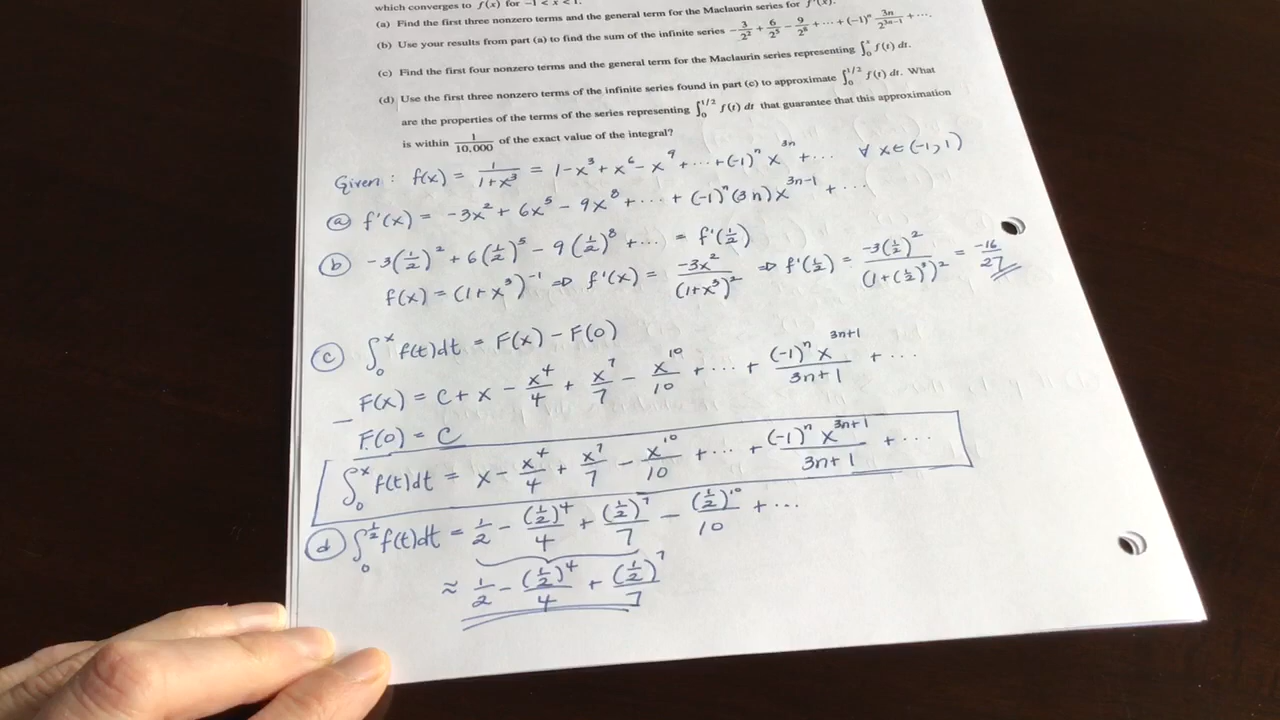 which converges to f(x) for −1 < x < 1.
(a) Find the first three nonzero terms and the general term for the Maclaurin series for f′(x).
(b) Use your results from part (a) to find the sum of the infinite series −3/2² + 6/2⁵ − 9/2⁸ + ⋯ + (−1)ⁿ 3n/2³ⁿ⁻¹ + ⋯.
(c) Find the first four nonzero terms and the general term for the Maclaurin series representing ∫₀ˣ f(t) dt.
(d) Use the first three nonzero terms of the infinite series found in part (c) to approximate ∫₀^(1/2) f(t) dt. What
are the properties of the terms of the series representing ∫₀^(1/2) f(t) dt that guarantee that this approximation
is within 1/10,000 of the exact value of the integral?
Given : f(x) = 1/(1+x³) = 1 − x³ + x⁶ − x⁹ + ⋯ + (−1)ⁿ x³ⁿ + ⋯ ∀ x∈(−1,1)
(a) f'(x) = −3x² + 6x⁵ − 9x⁸ + ⋯ + (−1)ⁿ(3n)x³ⁿ⁻¹ + ⋯
(b) −3(1/2)² + 6(1/2)⁵ − 9(1/2)⁸ + ⋯ = f'(1/2)
f(x) = (1+x³)⁻¹ ⇒ f'(x) = −3x²/(1+x³)² ⇒ f'(1/2) = −3(1/2)²/(1+(1/2)³)² = −16/27
(c) ∫₀ˣ f(t)dt = F(x) − F(0)
F(x) = C + x − x⁴/4 + x⁷/7 − x¹⁰/10 + ⋯ + (−1)ⁿ x³ⁿ⁺¹/(3n+1) + ⋯
− F(0) = C
∫₀ˣ f(t)dt = x − x⁴/4 + x⁷/7 − x¹⁰/10 + ⋯ + (−1)ⁿ x³ⁿ⁺¹/(3n+1) + ⋯
(d) ∫₀^(1/2) f(t)dt = 1/2 − (1/2)⁴/4 + (1/2)⁷/7 − (1/2)¹⁰/10 + ⋯
≈ 1/2 − (1/2)⁴/4 + (1/2)⁷/7